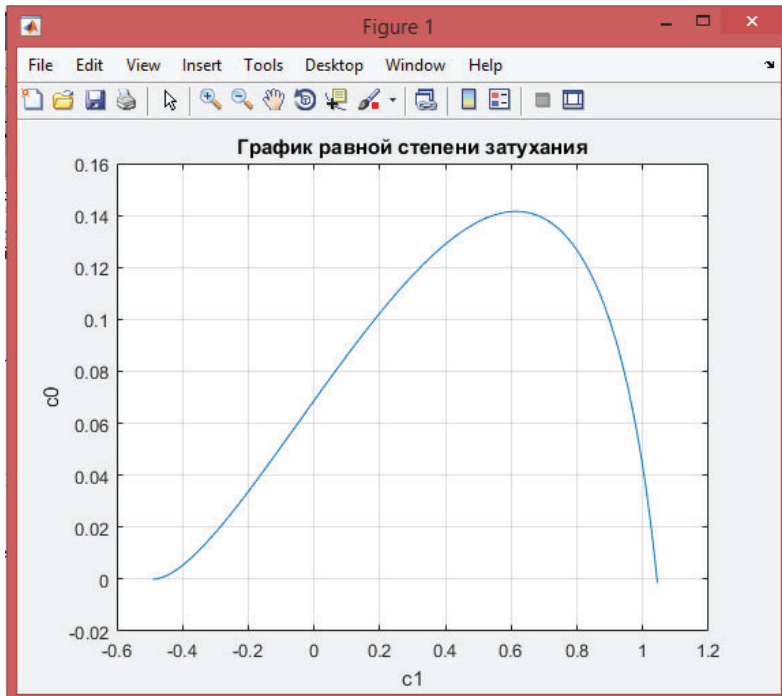 Figure 1
File Edit View Insert Tools Desktop Window Help
График равной степени затухания
0.16
0.14
0.12
0.1
0.08
0.06
0.04
0.02
0
-0.02
c0
-0.6 -0.4 -0.2 0 0.2 0.4 0.6 0.8 1 1.2
c1